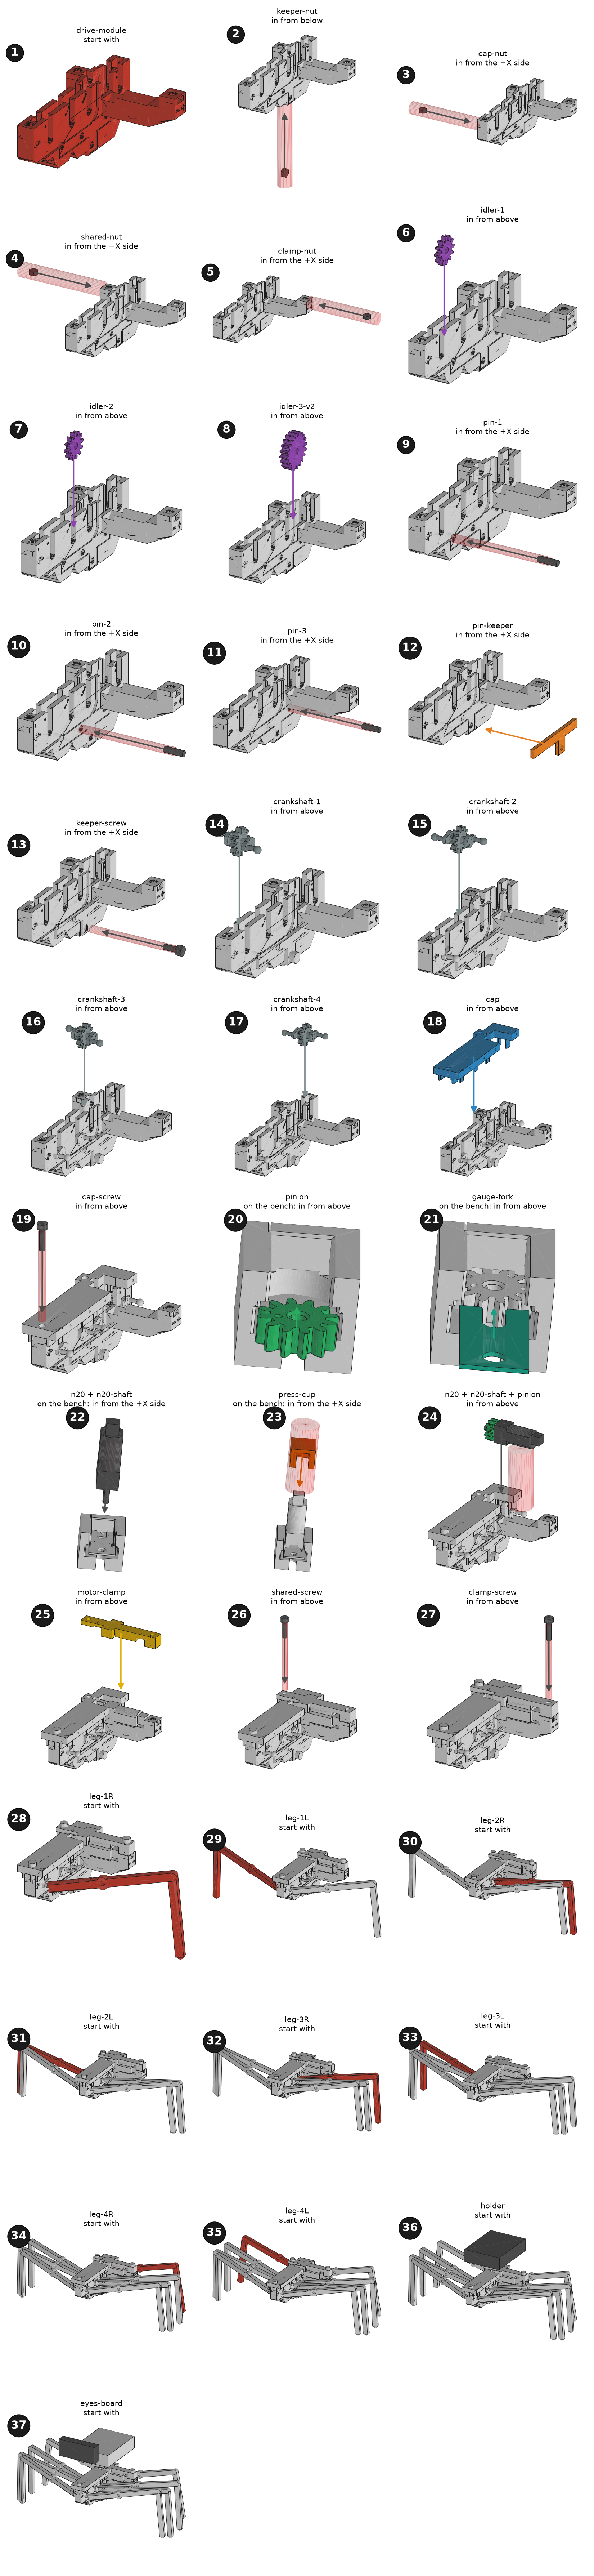 1
drive-module
start with
2
keeper-nut
in from below
3
cap-nut
in from the −X side
4
shared-nut
in from the −X side
5
clamp-nut
in from the +X side
6
idler-1
in from above
7
idler-2
in from above
8
idler-3-v2
in from above
9
pin-1
in from the +X side
10
pin-2
in from the +X side
11
pin-3
in from the +X side
12
pin-keeper
in from the +X side
13
keeper-screw
in from the +X side
14
crankshaft-1
in from above
15
crankshaft-2
in from above
16
crankshaft-3
in from above
17
crankshaft-4
in from above
18
cap
in from above
19
cap-screw
in from above
20
pinion
on the bench: in from above
21
gauge-fork
on the bench: in from above
22
n20 + n20-shaft
on the bench: in from the +X side
23
press-cup
on the bench: in from the +X side
24
n20 + n20-shaft + pinion
in from above
25
motor-clamp
in from above
26
shared-screw
in from above
27
clamp-screw
in from above
28
leg-1R
start with
29
leg-1L
start with
30
leg-2R
start with
31
leg-2L
start with
32
leg-3R
start with
33
leg-3L
start with
34
leg-4R
start with
35
leg-4L
start with
36
holder
start with
37
eyes-board
start with